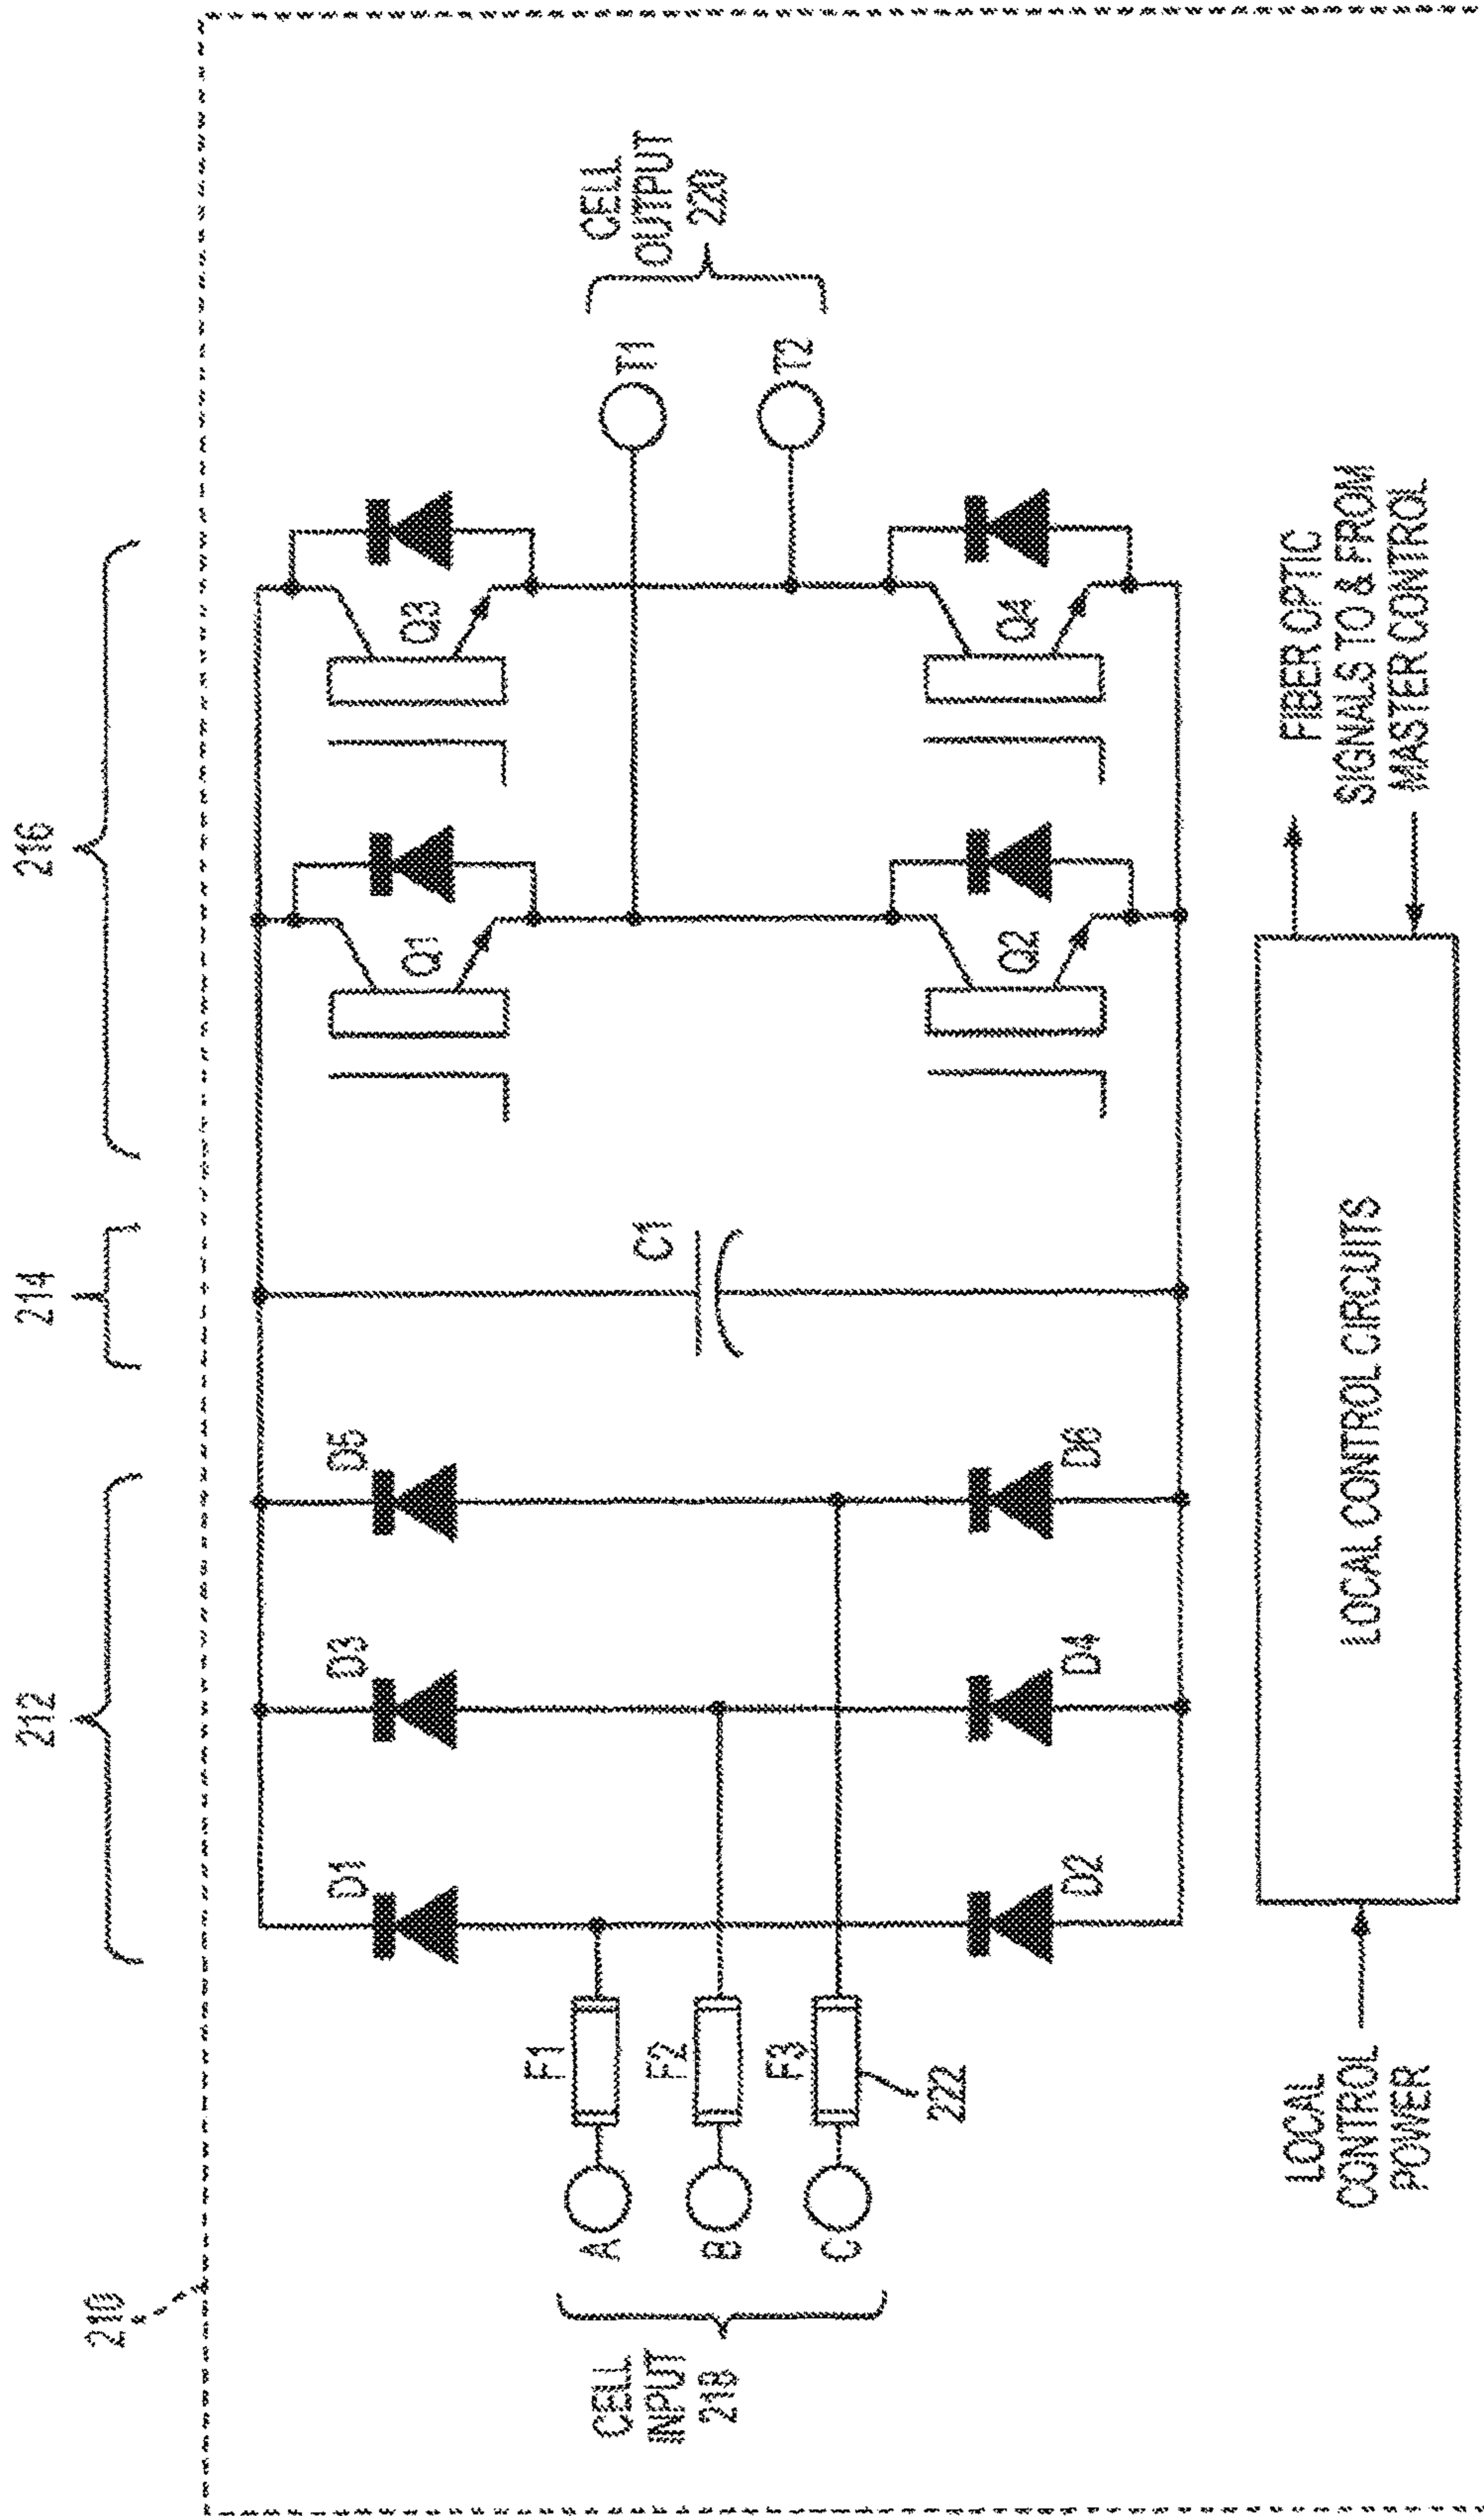 210
212
214
216
D1
D3
D5
C1
Q1
Q3
CELL
INPUT
218
A
B
C
F1
F2
F3
222
T1
T2
CELL
OUTPUT
220
D2
D4
D6
Q2
Q4
LOCAL
CONTROL
POWER
LOCAL CONTROL CIRCUITS
FIBER OPTIC
SIGNALS TO & FROM
MASTER CONTROL